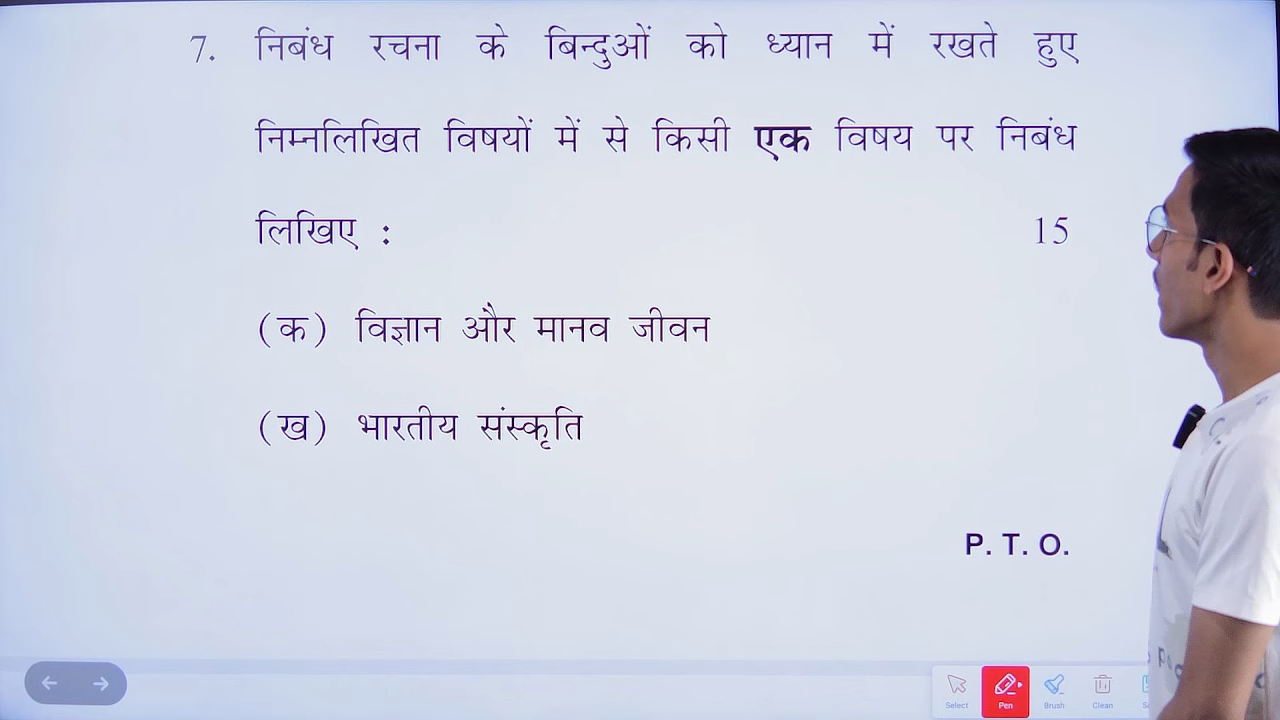 7. निबंध रचना के बिन्दुओं को ध्यान में रखते हुए
निम्नलिखित विषयों में से किसी एक विषय पर निबंध
लिखिए : 15
(क) विज्ञान और मानव जीवन
(ख) भारतीय संस्कृति
P. T. O.
Select Pen Brush Clean